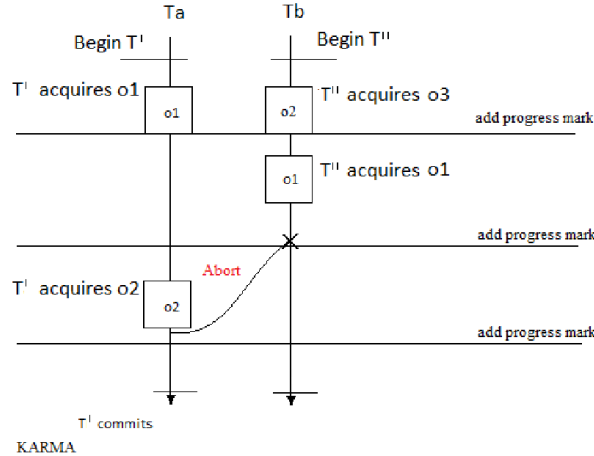 Ta Tb
Begin T' Begin T"
T' acquires o1 T" acquires o3
o1 o2 add progress mark
o1 T" acquires o1
add progress mark
Abort
T' acquires o2
o2
add progress mark
T' commits
KARMA